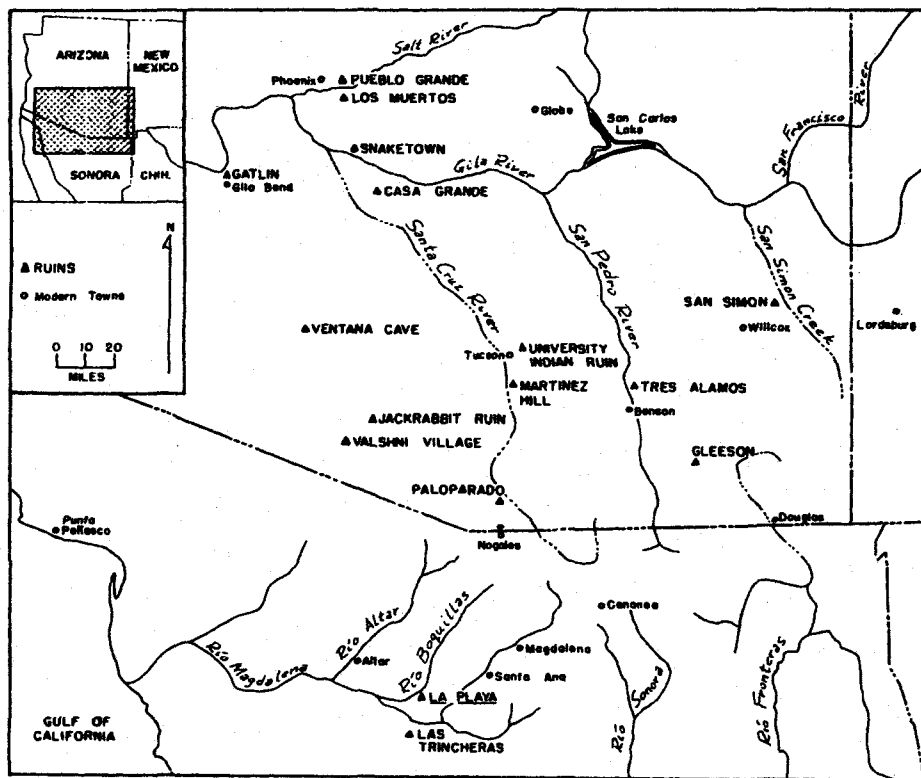 ARIZONA
NEW
MEXICO
SONORA
CHIH.
N
RUINS
Modern Towns
0 10 20
MILES
Salt River
Phoenix
PUEBLO GRANDE
LOS MUERTOS
Globe
San Carlos
Lake
San Francisco
River
SNAKETOWN
Gila River
GATLIN
Gila Bend
CASA GRANDE
Santa Cruz River
San Pedro River
San Simon Creek
SAN SIMON
Willcox
Lordsburg
VENTANA CAVE
Tucson
UNIVERSITY
INDIAN RUIN
MARTINEZ
HILL
TRES ALAMOS
Benson
JACKRABBIT RUIN
VALSHNI VILLAGE
GLEESON
PALOPARADO
Punta
Peñasco
Nogales
Douglas
Cananea
Río Altar
Río Boquillas
Río Magdalena
Altar
Magdalena
Santa Ana
LA PLAYA
LAS
TRINCHERAS
Río
Sonora
Río Fronteras
GULF OF
CALIFORNIA